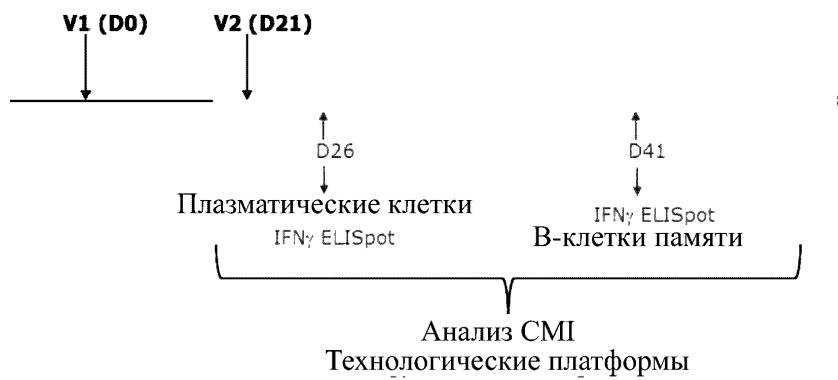 V1 (D0) V2 (D21)
D26 D41
Плазматические клетки
IFNγ ELISpot
IFNγ ELISpot
В-клетки памяти
Анализ CMI
Технологические платформы